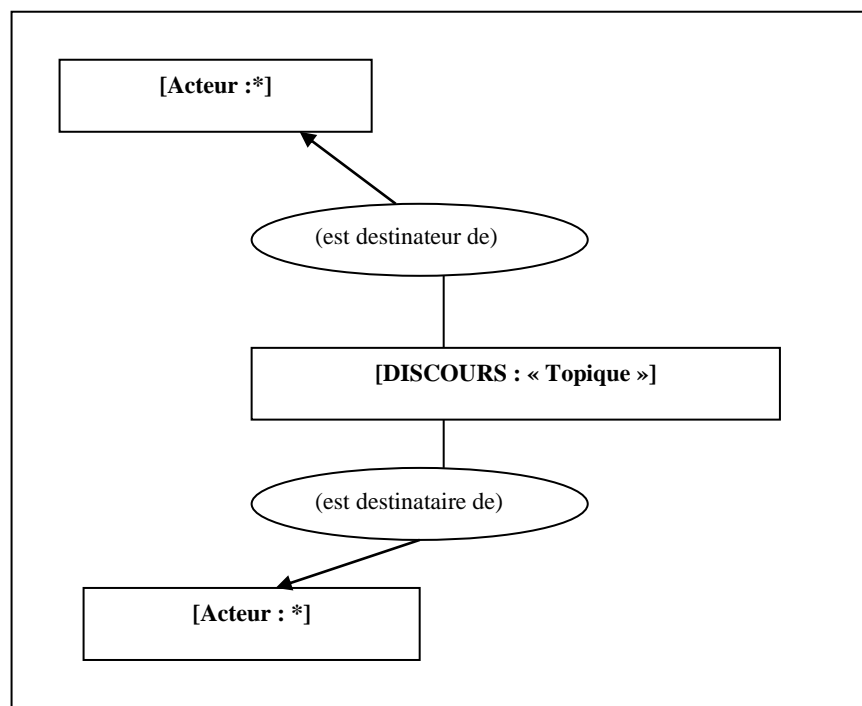 [Acteur :*]
(est destinateur de)
[DISCOURS : « Topique »]
(est destinataire de)
[Acteur : *]